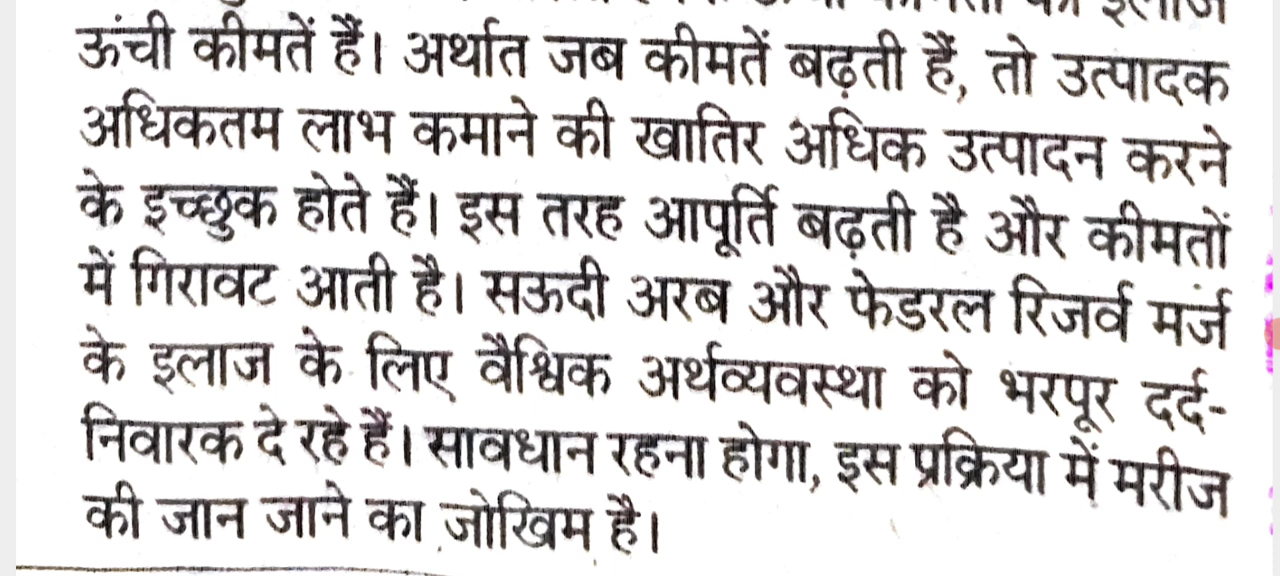 इलाज
ऊंची कीमतें हैं। अर्थात जब कीमतें बढ़ती हैं, तो उत्पादक
अधिकतम लाभ कमाने की खातिर अधिक उत्पादन करने
के इच्छुक होते हैं। इस तरह आपूर्ति बढ़ती है और कीमतों
में गिरावट आती है। सऊदी अरब और फेडरल रिजर्व मर्ज
के इलाज के लिए वैश्विक अर्थव्यवस्था को भरपूर दर्द-
निवारक दे रहे हैं। सावधान रहना होगा, इस प्रक्रिया में मरीज
की जान जाने का जोखिम है।